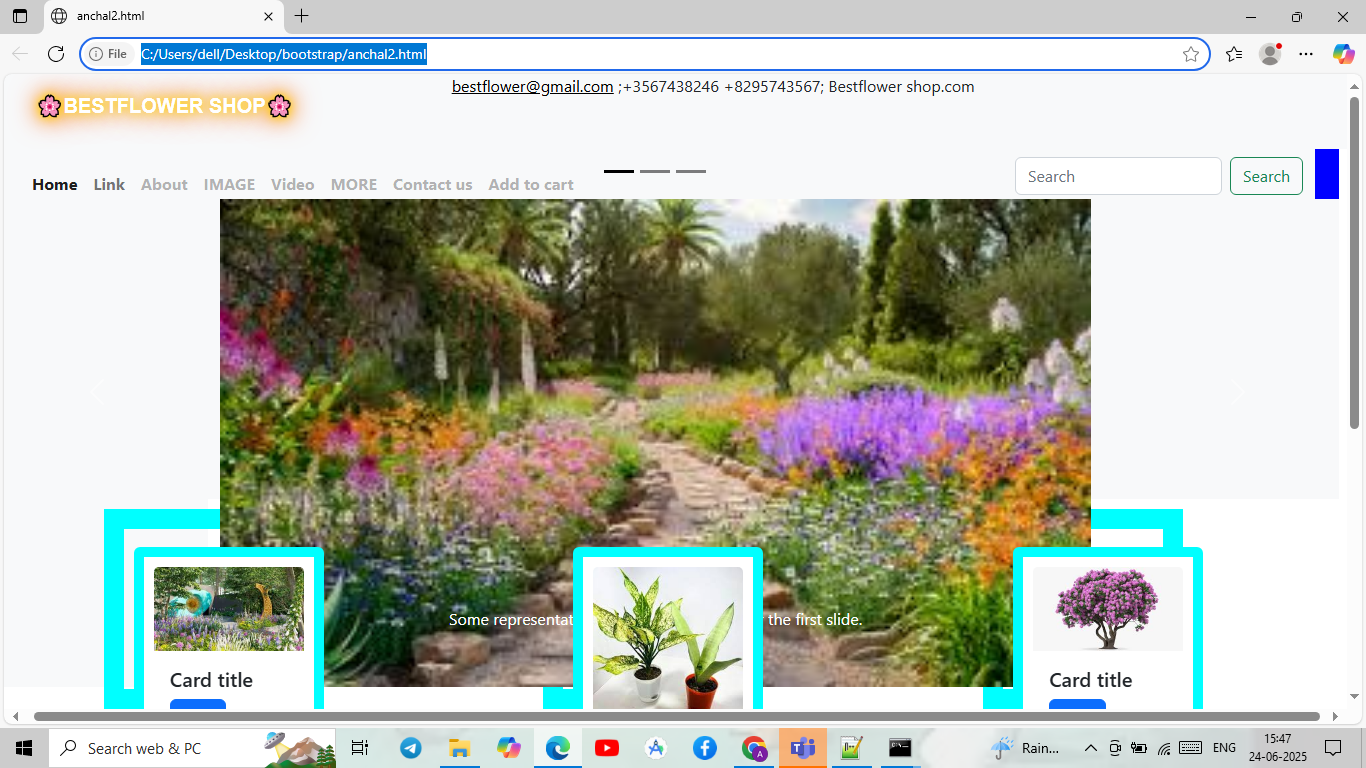 anchal2.html
File
C:/Users/dell/Desktop/bootstrap/anchal2.html
🌸BESTFLOWER SHOP🌸
bestflower@gmail.com ;+3567438246 +8295743567; Bestflower shop.com
Home Link About IMAGE Video MORE Contact us Add to cart
Search Search
Some representat
the first slide.
Card title
Card title
Search web & PC
Rain...
ENG
15:47
24-06-2025